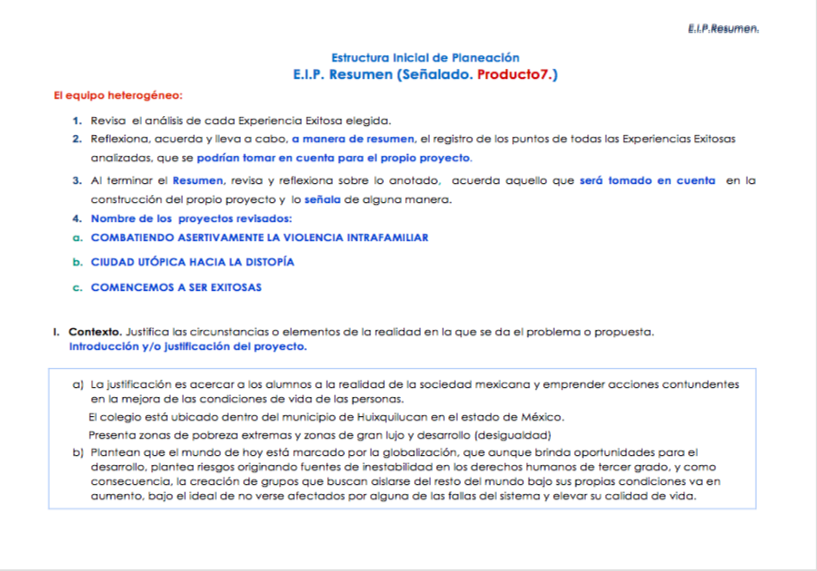 E.I.P.Resumen.
Estructura Inicial de Planeación
E.I.P. Resumen (Señalado. Producto7.)
El equipo heterogéneo:
1. Revisa el análisis de cada Experiencia Exitosa elegida.
2. Reflexiona, acuerda y lleva a cabo, a manera de resumen, el registro de los puntos de todas las Experiencias Exitosas
analizadas, que se podrían tomar en cuenta para el propio proyecto.
3. Al terminar el Resumen, revisa y reflexiona sobre lo anotado, acuerda aquello que será tomado en cuenta en la
construcción del propio proyecto y lo señala de alguna manera.
4. Nombre de los proyectos revisados:
a. COMBATIENDO ASERTIVAMENTE LA VIOLENCIA INTRAFAMILIAR
b. CIUDAD UTÓPICA HACIA LA DISTOPÍA
c. COMENCEMOS A SER EXITOSAS
I. Contexto. Justifica las circunstancias o elementos de la realidad en la que se da el problema o propuesta.
Introducción y/o justificación del proyecto.
a) La justificación es acercar a los alumnos a la realidad de la sociedad mexicana y emprender acciones contundentes
en la mejora de las condiciones de vida de las personas.
El colegio está ubicado dentro del municipio de Huixquilucan en el estado de México.
Presenta zonas de pobreza extremas y zonas de gran lujo y desarrollo (desigualdad)
b) Plantean que el mundo de hoy está marcado por la globalización, que aunque brinda oportunidades para el
desarrollo, plantea riesgos originando fuentes de inestabilidad en los derechos humanos de tercer grado, y como
consecuencia, la creación de grupos que buscan aislarse del resto del mundo bajo sus propias condiciones va en
aumento, bajo el ideal de no verse afectados por alguna de las fallas del sistema y elevar su calidad de vida.